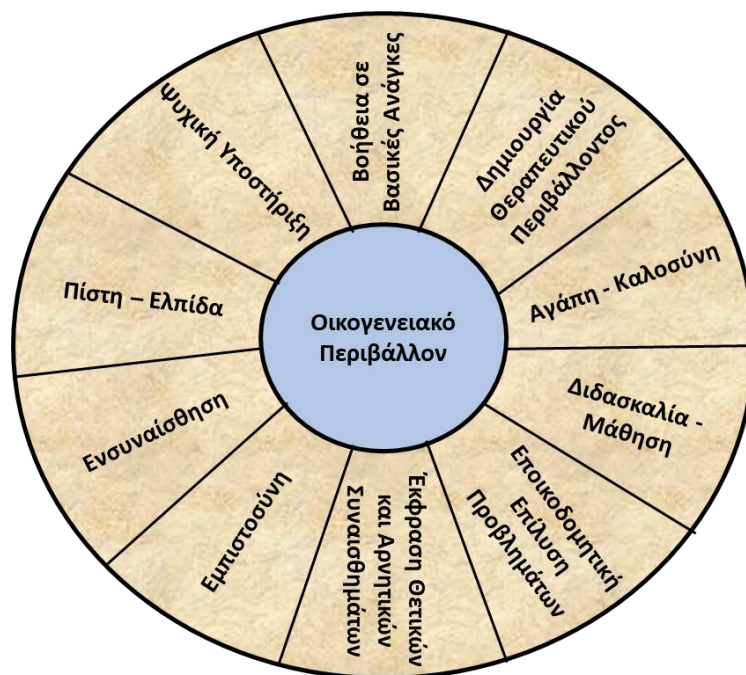 Βοήθεια σε
Βασικές Ανάγκες
Δημιουργία
Θεραπευτικού
Περιβάλλοντος
Αγάπη - Καλοσύνη
Διδασκαλία -
Μάθηση
Εποικοδομητική
Επίλυση
Προβλημάτων
Έκφραση Θετικών
και Αρνητικών
Συναισθημάτων
Εμπιστοσύνη
Ενσυναίσθηση
Πίστη – Ελπίδα
Ψυχική Υποστήριξη
Οικογενειακό
Περιβάλλον